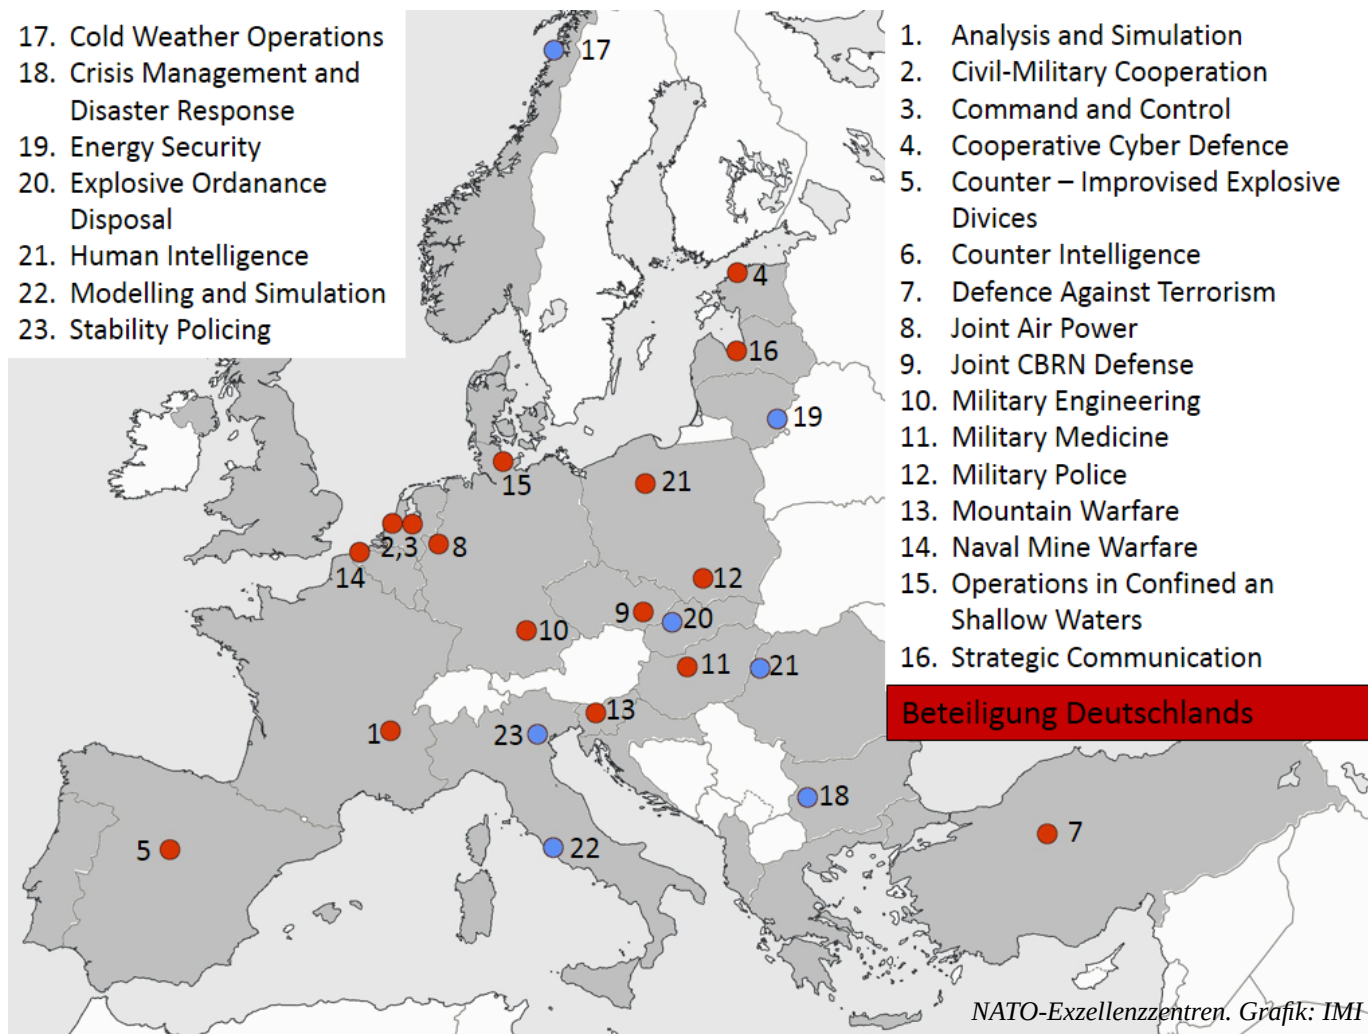 17. Cold Weather Operations
18. Crisis Management and
Disaster Response
19. Energy Security
20. Explosive Ordanance
Disposal
21. Human Intelligence
22. Modelling and Simulation
23. Stability Policing
1. Analysis and Simulation
2. Civil-Military Cooperation
3. Command and Control
4. Cooperative Cyber Defence
5. Counter – Improvised Explosive
Divices
6. Counter Intelligence
7. Defence Against Terrorism
8. Joint Air Power
9. Joint CBRN Defense
10. Military Engineering
11. Military Medicine
12. Military Police
13. Mountain Warfare
14. Naval Mine Warfare
15. Operations in Confined an
Shallow Waters
16. Strategic Communication
Beteiligung Deutschlands
17
4
16
19
15
21
2,3
8
14
12
9
20
10
11
21
13
1
23
18
7
5
22
NATO-Exzellenzzentren. Grafik: IMI